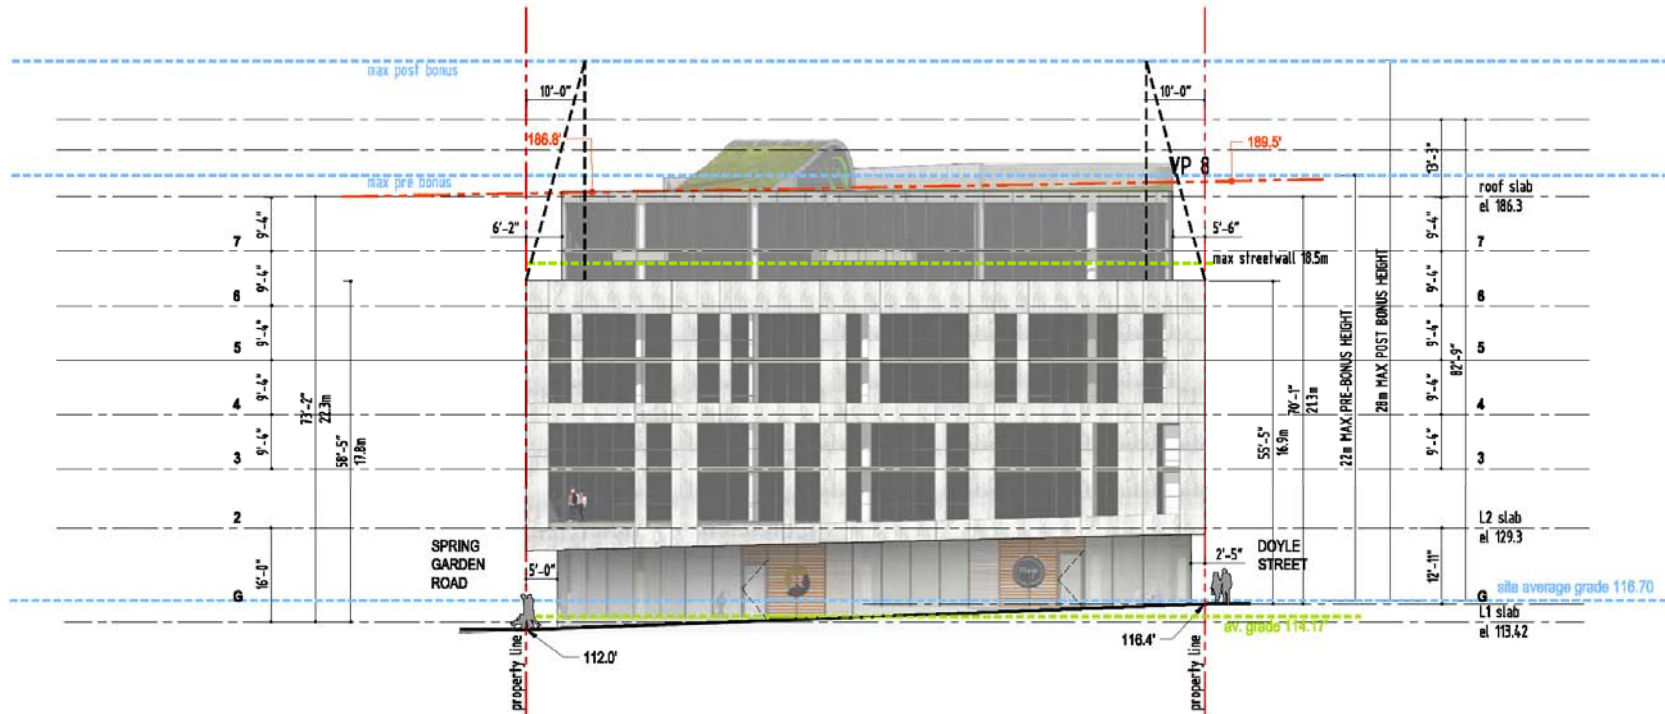 max post bonus
10'-0"
10'-0"
186.8'
189.5'
VP 8
13'-3"
max pre bonus
roof slab
el 186.3
9'-4"
6'-2"
5'-6"
9'-4"
7
7
max streetwall 18.5m
9'-4"
9'-4"
6
6
9'-4"
9'-4"
5
5
22m MAX PRE-BONUS HEIGHT
28m MAX POST BONUS HEIGHT
82'-9"
9'-4"
9'-4"
4
4
73'-2"
22.3m
70'-1"
21.3m
9'-4"
9'-4"
58'-5"
17.8m
55'-5"
16.9m
3
3
2
L2 slab
el 129.3
SPRING
GARDEN
ROAD
DOYLE
STREET
5'-0"
2'-5"
16'-0"
12'-11"
G
G
site average grade 116.70
L1 slab
el 113.42
av. grade 114.17'
116.4'
112.0'
property line
property line